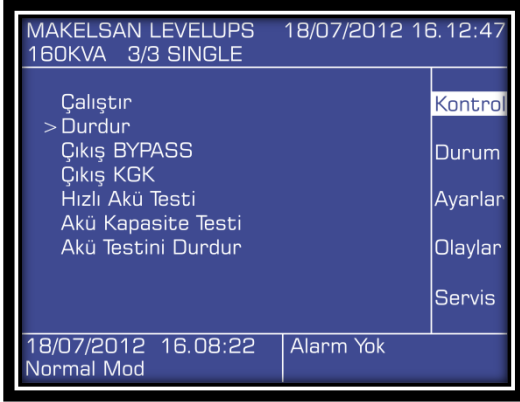 MAKELSAN LEVELUPS 18/07/2012 16.12:47
160KVA 3/3 SINGLE
Çalıştır
>Durdur
Çıkış BYPASS
Çıkış KGK
Hızlı Akü Testi
Akü Kapasite Testi
Akü Testini Durdur
Kontrol
Durum
Ayarlar
Olaylar
Servis
18/07/2012 16.08:22
Normal Mod
Alarm Yok